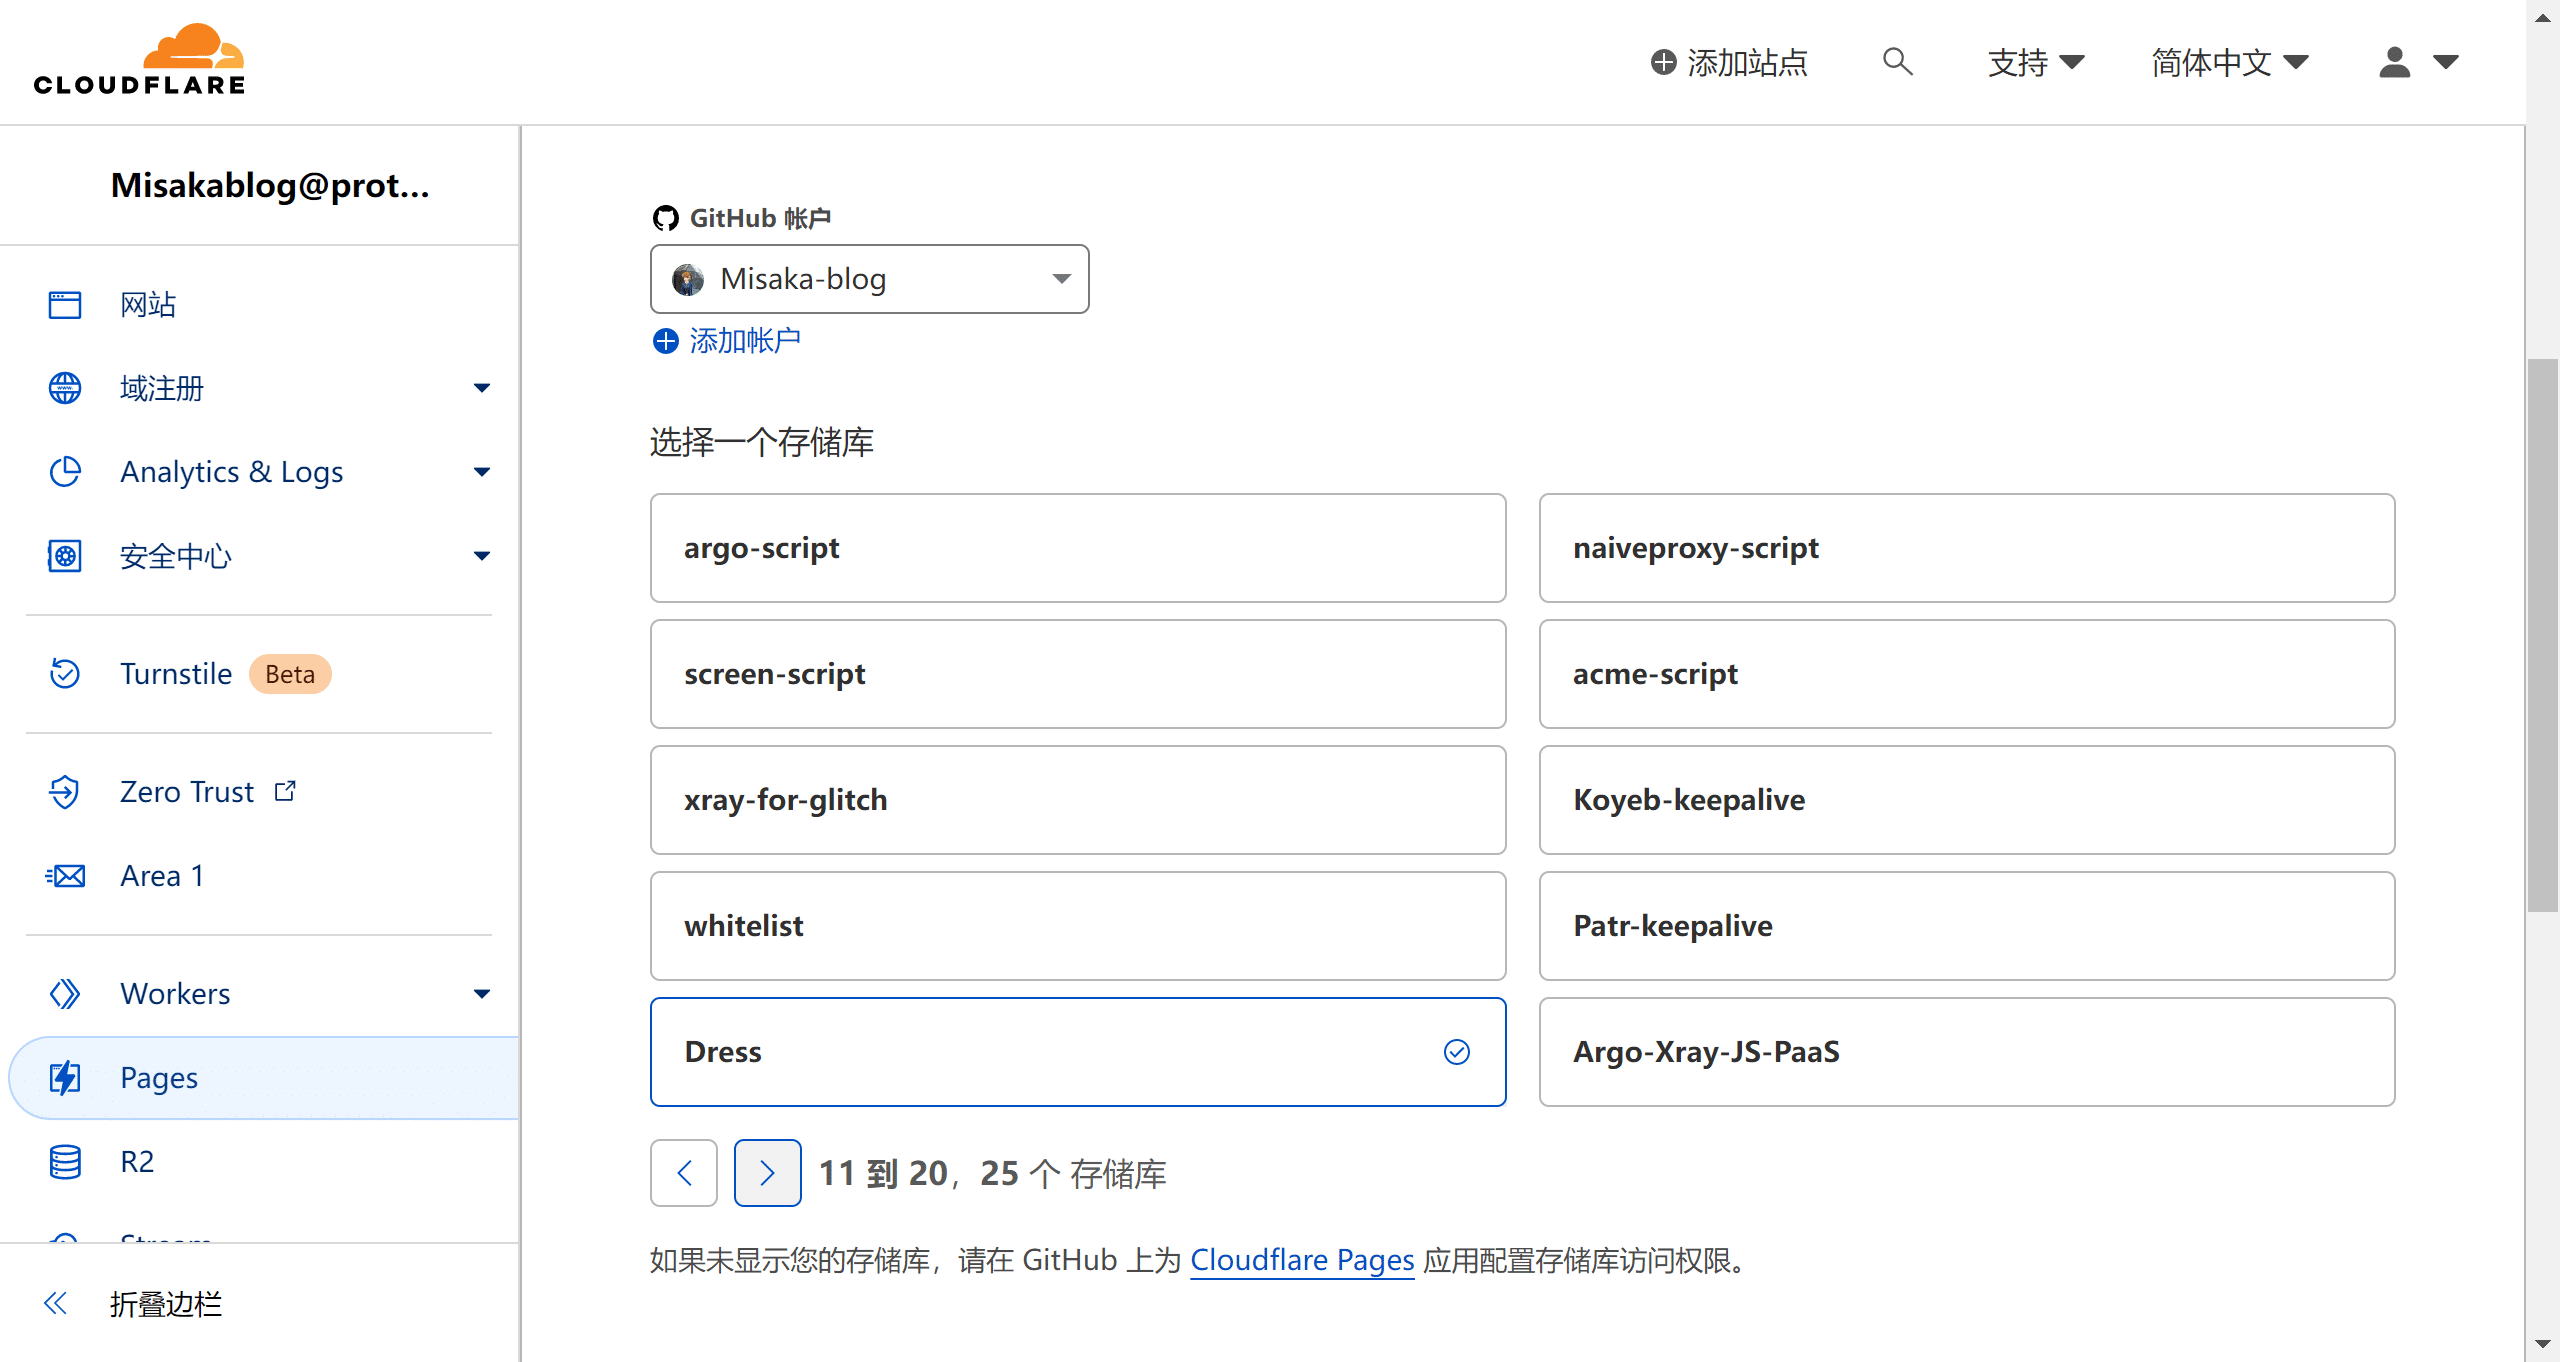 CLOUDFLARE
添加站点
支持
简体中文
Misakablog@prot...
网站
域注册
Analytics & Logs
安全中心
Turnstile Beta
Zero Trust
Area 1
Workers
Pages
R2
Stream
折叠边栏
GitHub 帐户
Misaka-blog
添加帐户
选择一个存储库
argo-script
naiveproxy-script
screen-script
acme-script
xray-for-glitch
Koyeb-keepalive
whitelist
Patr-keepalive
Dress
Argo-Xray-JS-PaaS
11 到 20，25 个 存储库
如果未显示您的存储库，请在 GitHub 上为 Cloudflare Pages 应用配置存储库访问权限。